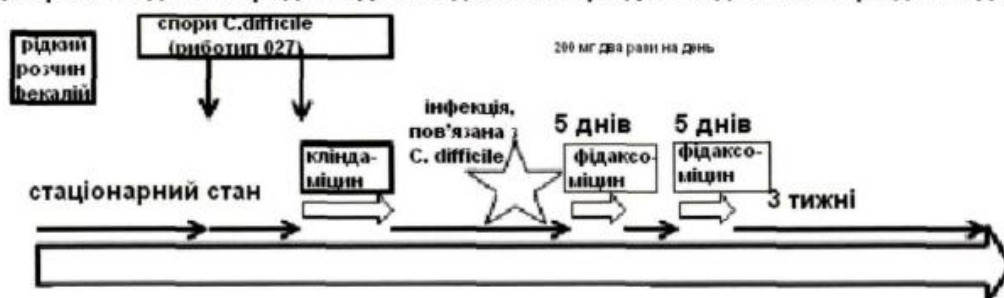 спори C.difficile
(риботип 027)
рідкий
розчин
фекалій
200 мг два рази на день
інфекція,
пов'язана з
C. difficile
5 днів
5 днів
клінда-
міцин
фідаксо-
міцин
фідаксо-
міцин
стаціонарний стан
3 тижні